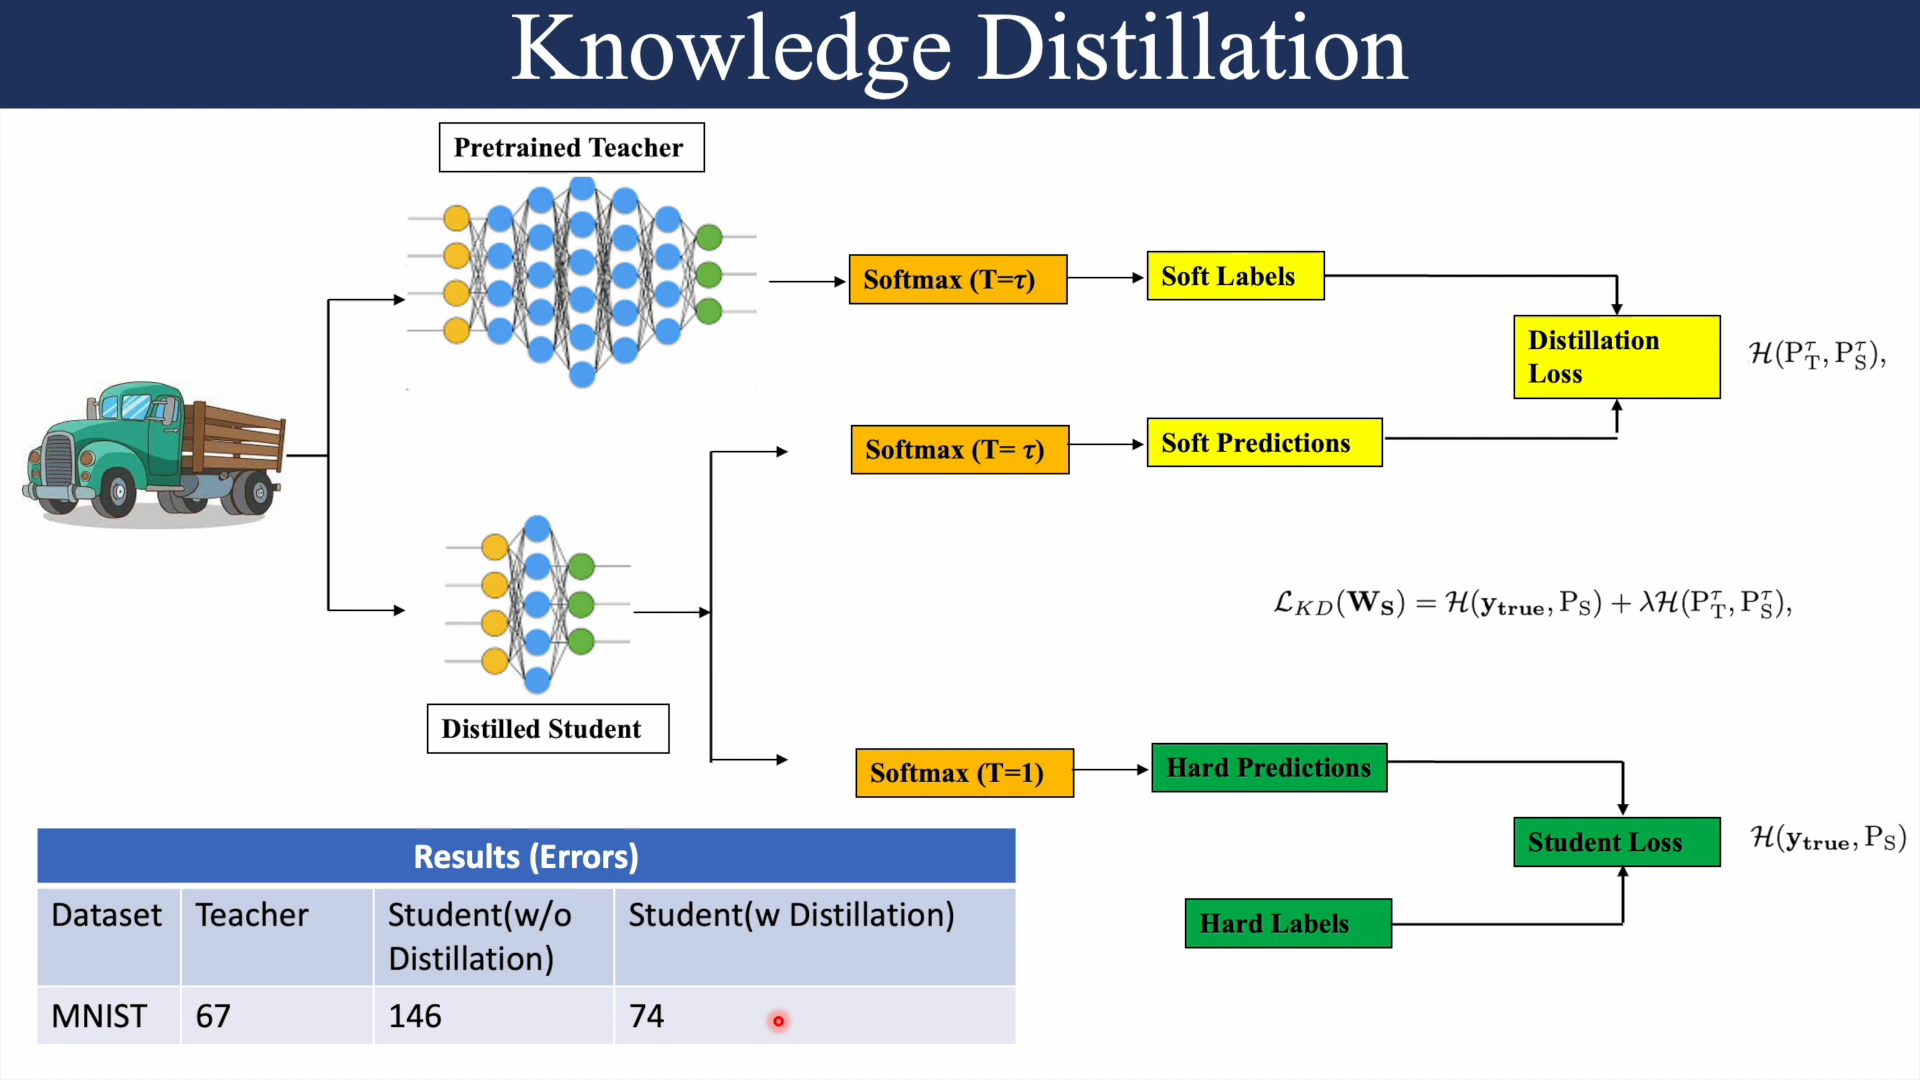 Knowledge Distillation
Pretrained Teacher
Softmax (T=τ)
Soft Labels
Distillation
Loss
ℋ(P_T^τ, P_S^τ),
Softmax (T= τ)
Soft Predictions
ℒ_KD(W_S) = ℋ(y_true, P_S) + λℋ(P_T^τ, P_S^τ),
Distilled Student
Softmax (T=1)
Hard Predictions
Student Loss
ℋ(y_true, P_S)
Hard Labels
Results (Errors)
Dataset Teacher Student(w/o Student(w Distillation)
Distillation)
MNIST 67 146 74